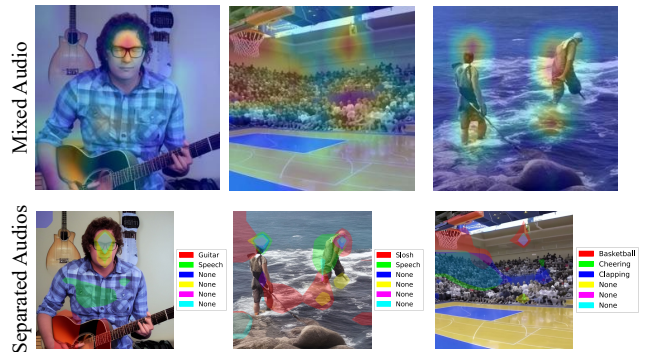 Mixed Audio
Separated Audios
Guitar
Speech
None
None
None
None
Slosh
Speech
None
None
None
None
Basketball
Cheering
Clapping
None
None
None